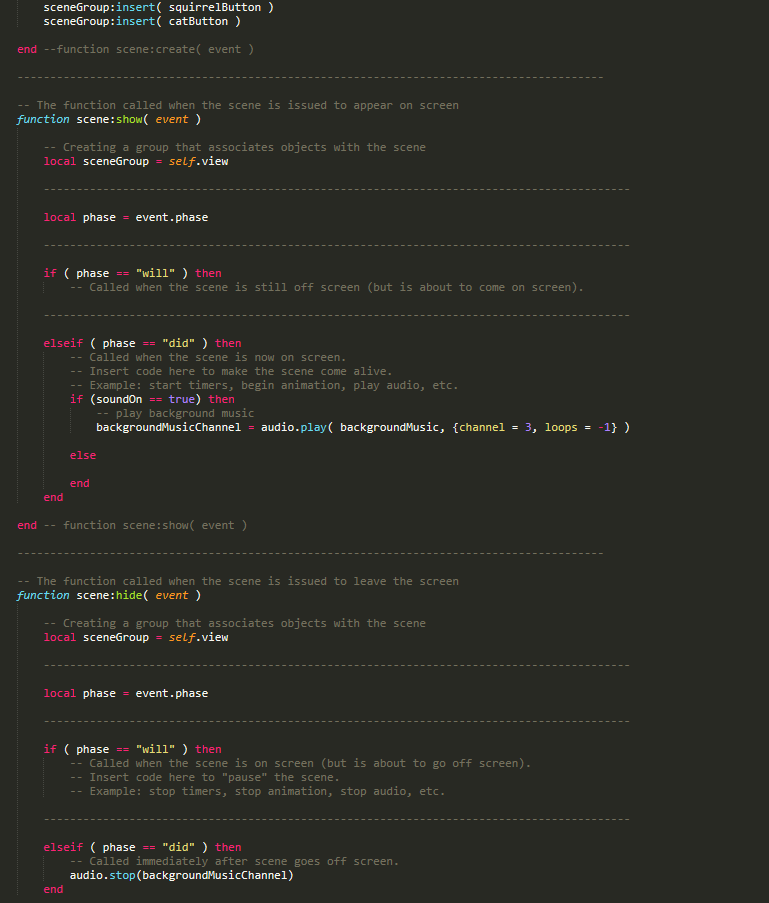 sceneGroup:insert( squirrelButton )
sceneGroup:insert( catButton )
end --function scene:create( event )
-----------------------------------------------------------------------------------------
-- The function called when the scene is issued to appear on screen
function scene:show( event )
-- Creating a group that associates objects with the scene
local sceneGroup = self.view
-----------------------------------------------------------------------------------------
local phase = event.phase
-----------------------------------------------------------------------------------------
if ( phase == "will" ) then
-- Called when the scene is still off screen (but is about to come on screen).
-----------------------------------------------------------------------------------------
elseif ( phase == "did" ) then
-- Called when the scene is now on screen.
-- Insert code here to make the scene come alive.
-- Example: start timers, begin animation, play audio, etc.
if (soundOn == true) then
-- play background music
backgroundMusicChannel = audio.play( backgroundMusic, {channel = 3, loops = -1} )
else
end
end
end -- function scene:show( event )
-----------------------------------------------------------------------------------------
-- The function called when the scene is issued to leave the screen
function scene:hide( event )
-- Creating a group that associates objects with the scene
local sceneGroup = self.view
-----------------------------------------------------------------------------------------
local phase = event.phase
-----------------------------------------------------------------------------------------
if ( phase == "will" ) then
-- Called when the scene is on screen (but is about to go off screen).
-- Insert code here to "pause" the scene.
-- Example: stop timers, stop animation, stop audio, etc.
-----------------------------------------------------------------------------------------
elseif ( phase == "did" ) then
-- Called immediately after scene goes off screen.
audio.stop(backgroundMusicChannel)
end